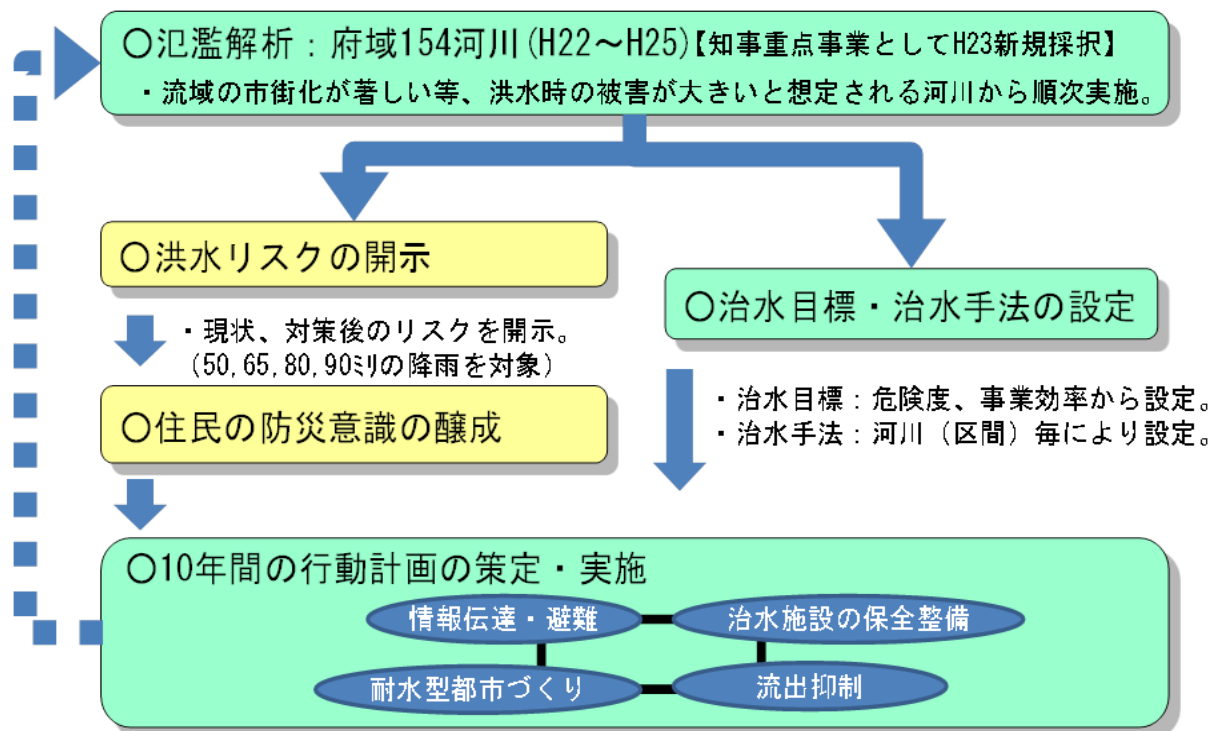 〇氾濫解析：府域154河川(H22～H25)【知事重点事業としてH23新規採択】
・流域の市街化が著しい等、洪水時の被害が大きいと想定される河川から順次実施。
〇洪水リスクの開示
・現状、対策後のリスクを開示。
（50,65,80,90ﾐﾘの降雨を対象）
〇住民の防災意識の醸成
〇治水目標・治水手法の設定
・治水目標：危険度、事業効率から設定。
・治水手法：河川（区間）毎により設定。
〇10年間の行動計画の策定・実施
情報伝達・避難
治水施設の保全整備
耐水型都市づくり
流出抑制